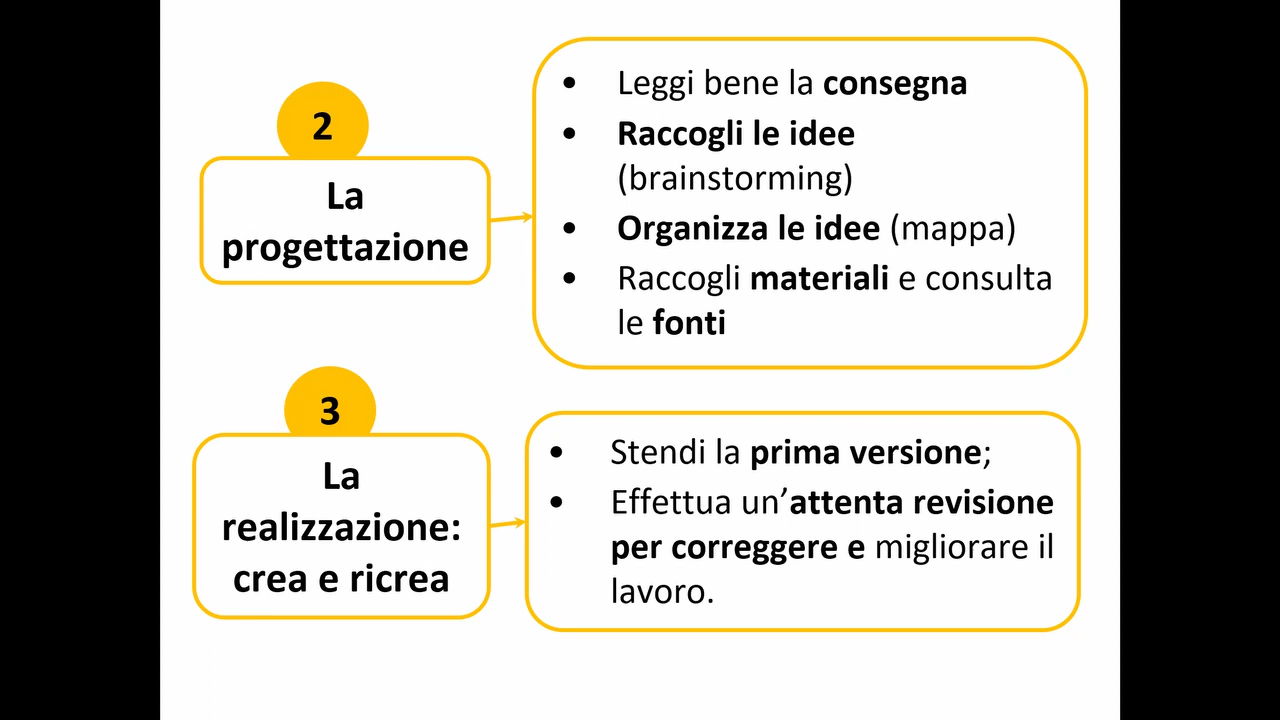 2
La
progettazione
• Leggi bene la consegna
• Raccogli le idee
(brainstorming)
• Organizza le idee (mappa)
• Raccogli materiali e consulta
le fonti
3
La
realizzazione:
crea e ricrea
• Stendi la prima versione;
• Effettua un’attenta revisione
per correggere e migliorare il
lavoro.